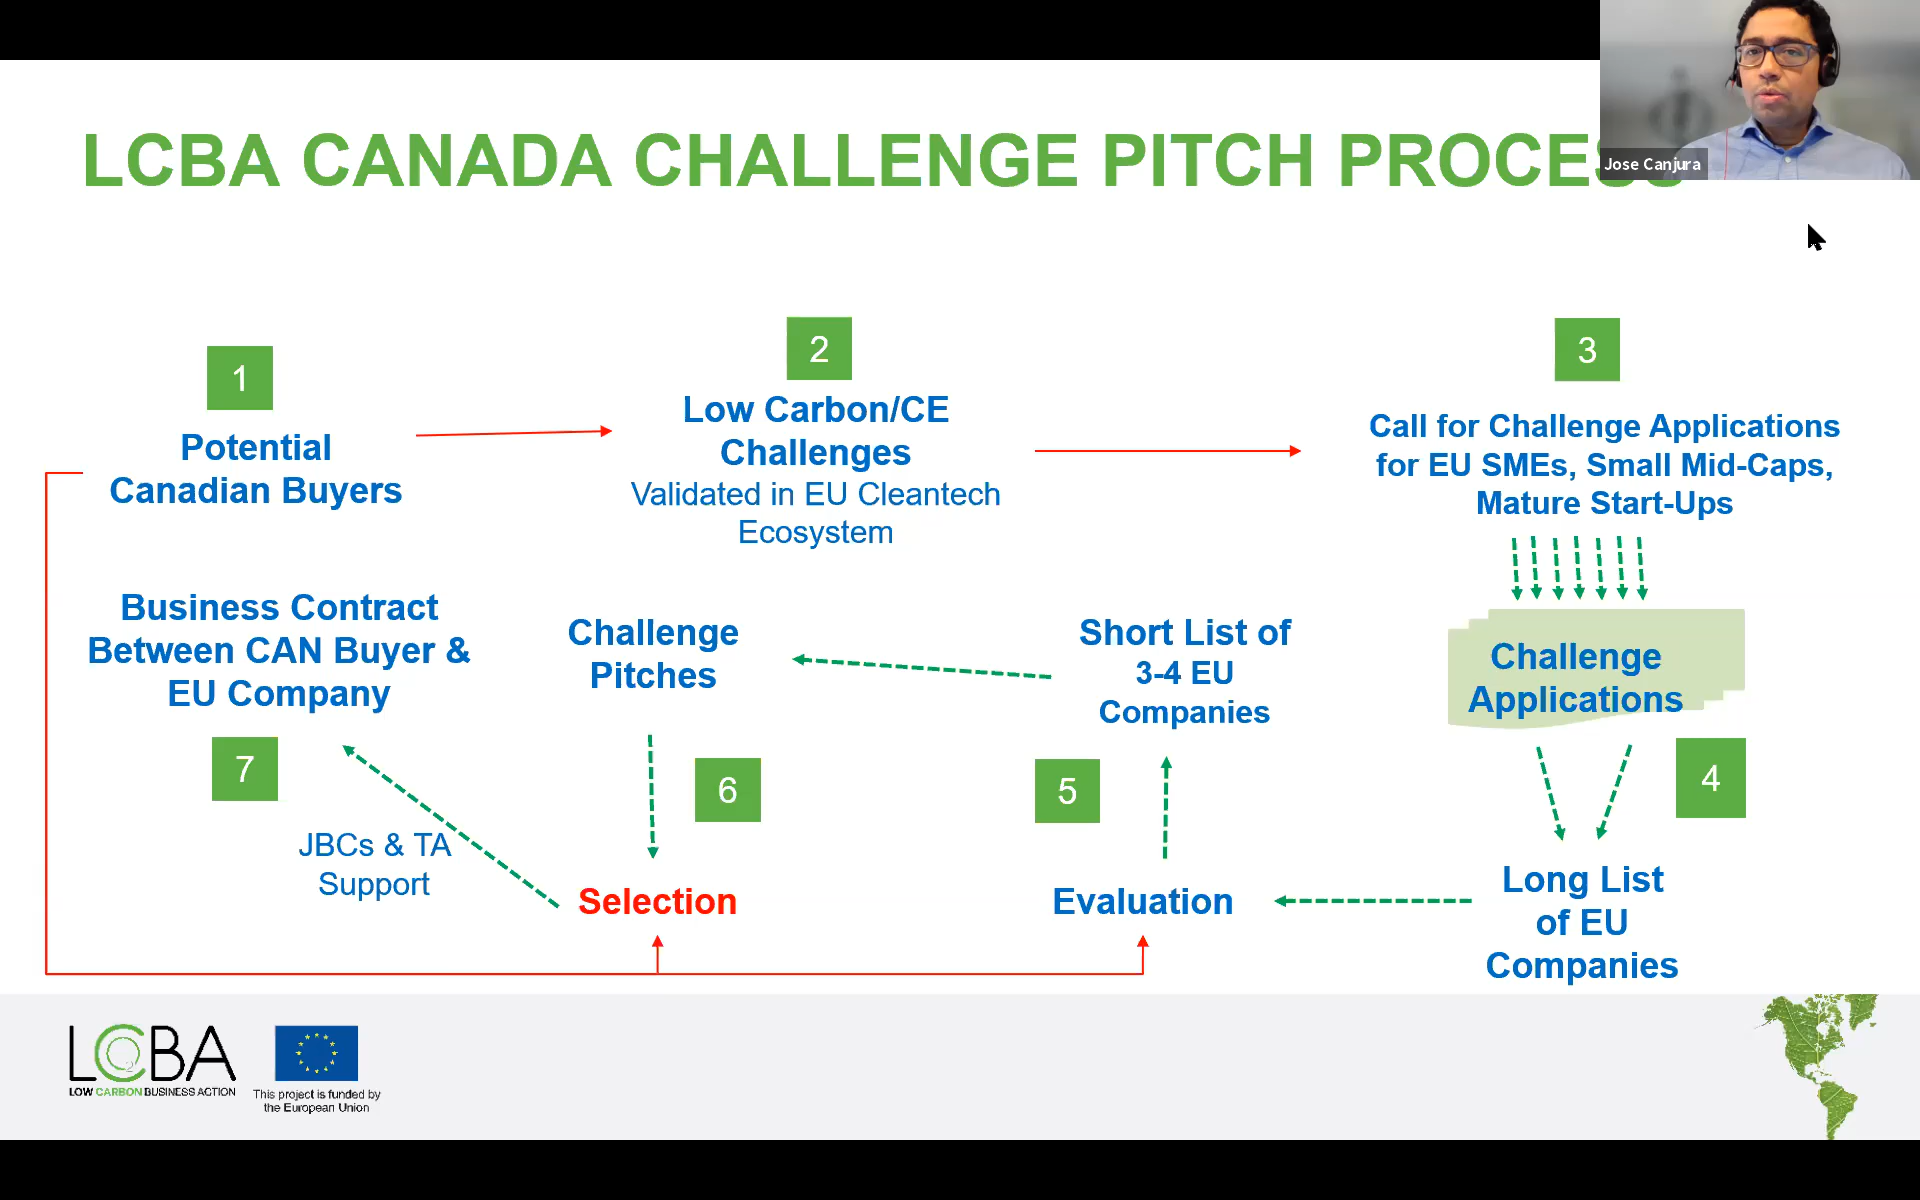 LCBA CANADA CHALLENGE PITCH PROCESS
Jose Canjura
1
Potential
Canadian Buyers
2
Low Carbon/CE
Challenges
Validated in EU Cleantech
Ecosystem
3
Call for Challenge Applications
for EU SMEs, Small Mid-Caps,
Mature Start-Ups
Challenge
Applications
4
Long List
of EU
Companies
Evaluation
5
Short List of
3-4 EU
Companies
Challenge
Pitches
6
Selection
JBCs & TA
Support
7
Business Contract
Between CAN Buyer &
EU Company
LCBA
LOW CARBON BUSINESS ACTION
This project is funded by
the European Union